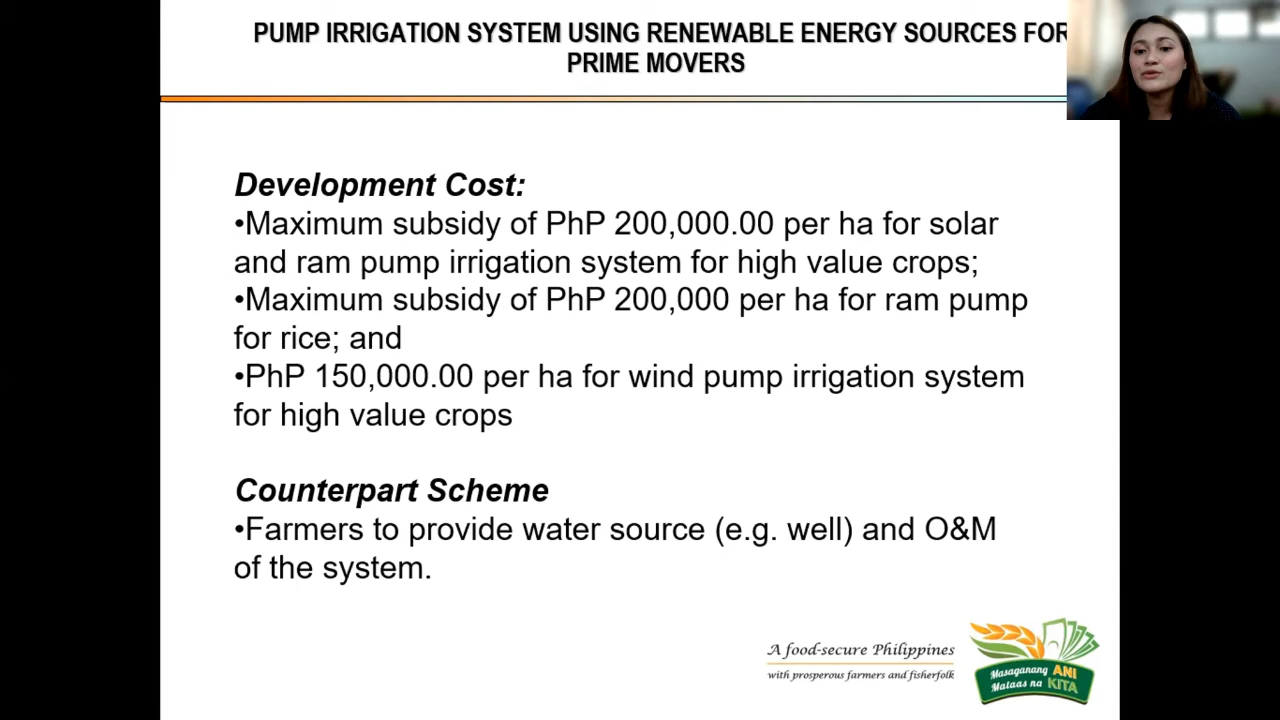 PUMP IRRIGATION SYSTEM USING RENEWABLE ENERGY SOURCES FOR
PRIME MOVERS
Development Cost:
•Maximum subsidy of PhP 200,000.00 per ha for solar
and ram pump irrigation system for high value crops;
•Maximum subsidy of PhP 200,000 per ha for ram pump
for rice; and
•PhP 150,000.00 per ha for wind pump irrigation system
for high value crops
Counterpart Scheme
•Farmers to provide water source (e.g. well) and O&M
of the system.
A food-secure Philippines
with prosperous farmers and fisherfolk
Masaganang ANI
Mataas na KITA